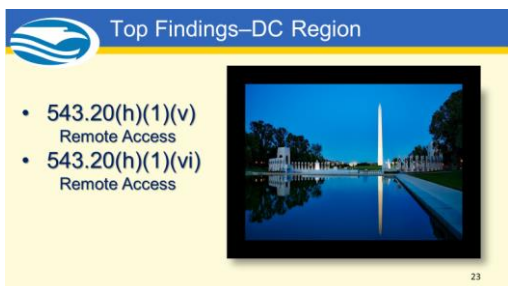 Top Findings–DC Region
• 543.20(h)(1)(v)
Remote Access
• 543.20(h)(1)(vi)
Remote Access
23